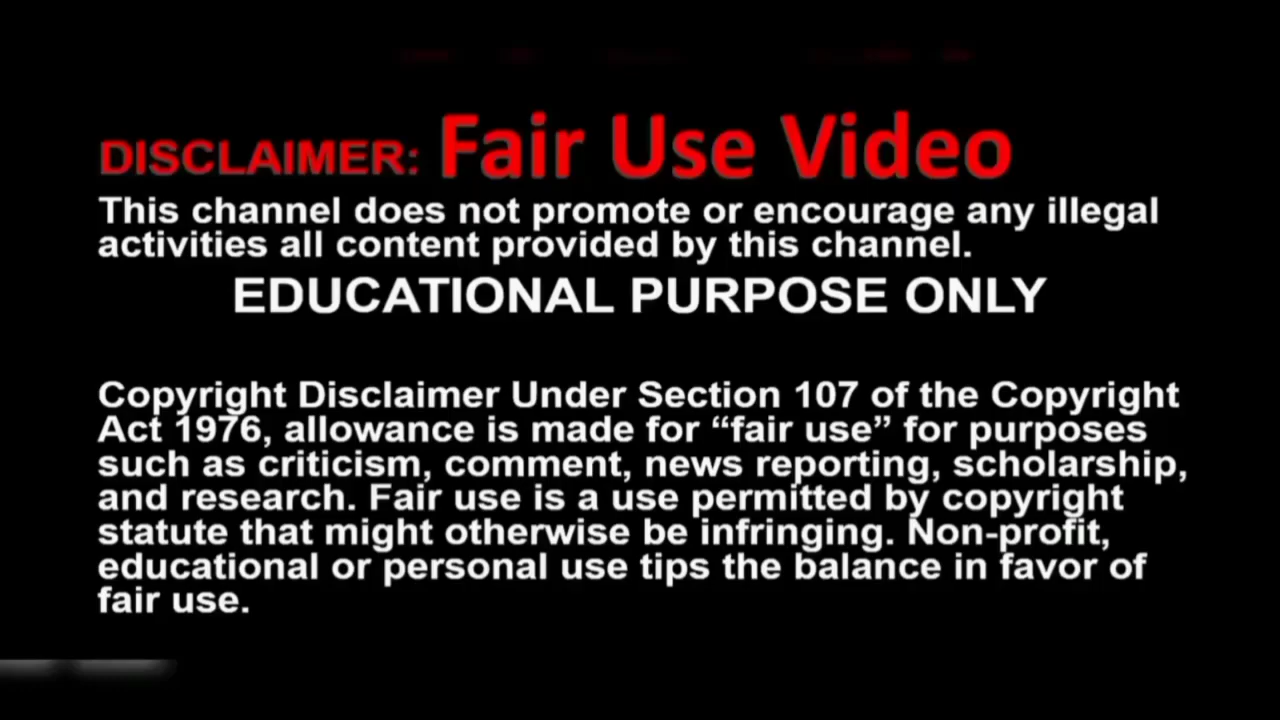 DISCLAIMER: Fair Use Video
This channel does not promote or encourage any illegal
activities all content provided by this channel.
EDUCATIONAL PURPOSE ONLY
Copyright Disclaimer Under Section 107 of the Copyright
Act 1976, allowance is made for “fair use” for purposes
such as criticism, comment, news reporting, scholarship,
and research. Fair use is a use permitted by copyright
statute that might otherwise be infringing. Non-profit,
educational or personal use tips the balance in favor of
fair use.